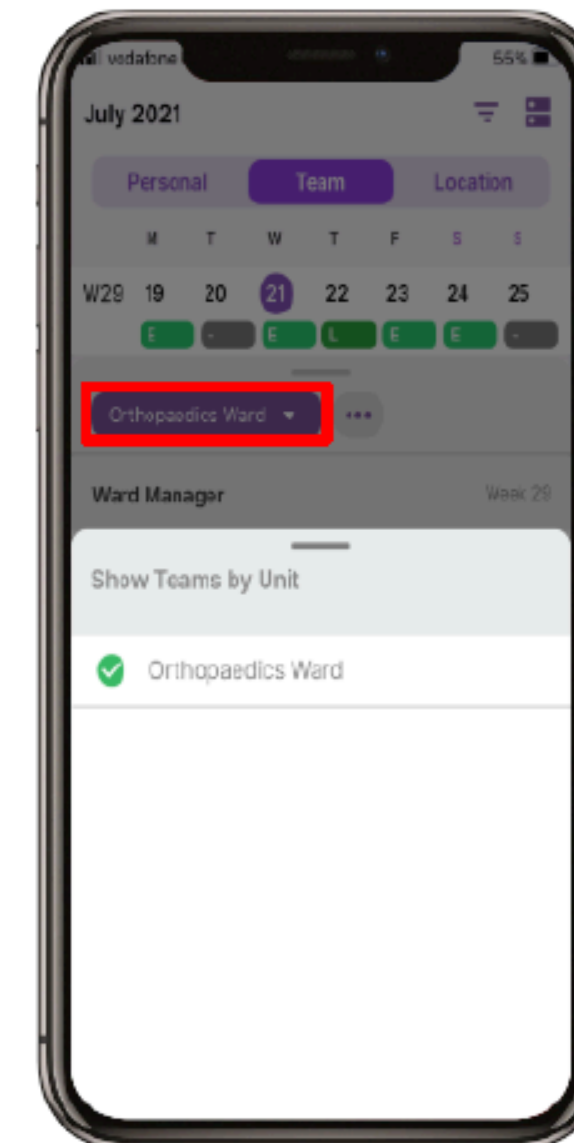 vodafone 55%
July 2021
Personal Team Location
M T W T F S S
W29 19 20 21 22 23 24 25
E - E L E E -
Orthopaedics Ward
Ward Manager Week 29
Show Teams by Unit
Orthopaedics Ward